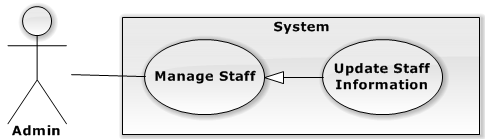 System
Manage Staff
Update Staff
Information
Admin